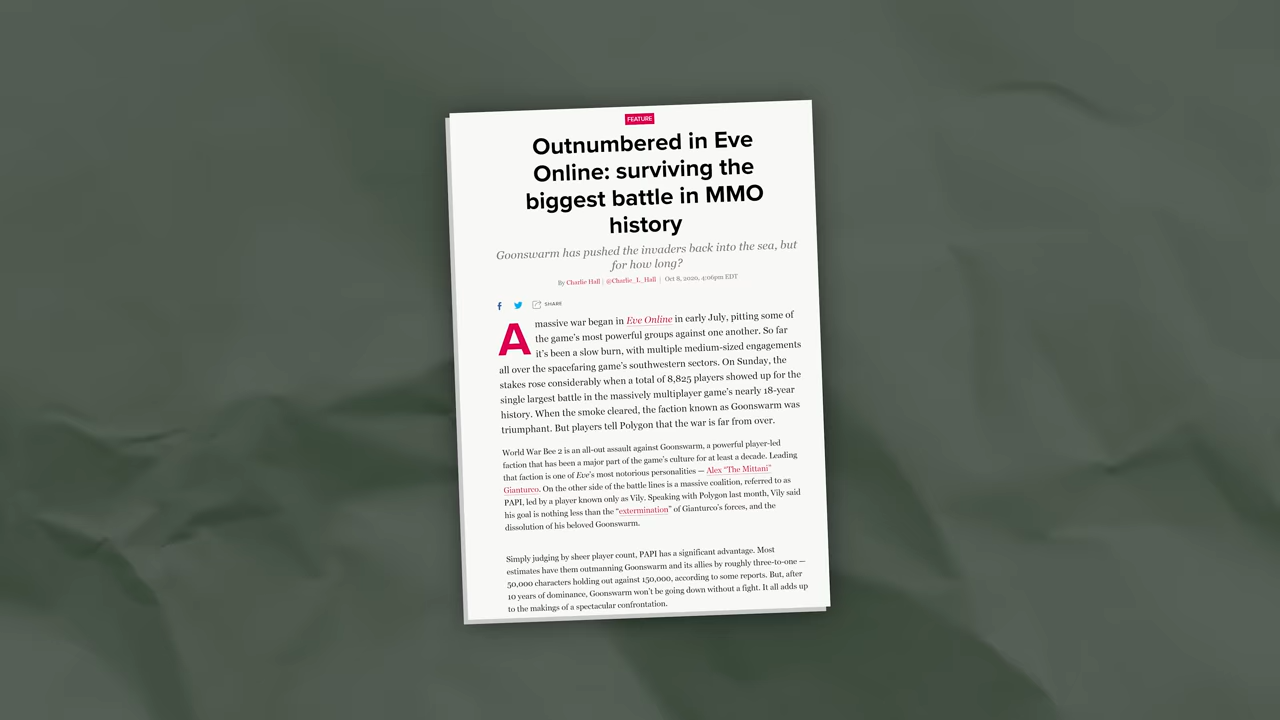 FEATURE
Outnumbered in Eve
Online: surviving the
biggest battle in MMO
history
Goonswarm has pushed the invaders back into the sea, but
for how long?
By Charlie Hall | @Charlie_L_Hall | Oct 8, 2020, 4:06pm EDT
SHARE
A massive war began in Eve Online in early July, pitting some of
the game's most powerful groups against one another. So far
it's been a slow burn, with multiple medium-sized engagements
all over the spacefaring game's southwestern sectors. On Sunday, the
stakes rose considerably when a total of 8,825 players showed up for the
single largest battle in the massively multiplayer game's nearly 18-year
history. When the smoke cleared, the faction known as Goonswarm was
triumphant. But players tell Polygon that the war is far from over.
World War Bee 2 is an all-out assault against Goonswarm, a powerful player-led
faction that has been a major part of the game's culture for at least a decade. Leading
that faction is one of Eve's most notorious personalities — Alex "The Mittani"
Gianturco. On the other side of the battle lines is a massive coalition, referred to as
PAPI, led by a player known only as Vily. Speaking with Polygon last month, Vily said
his goal is nothing less than the "extermination" of Gianturco's forces, and the
dissolution of his beloved Goonswarm.
Simply judging by sheer player count, PAPI has a significant advantage. Most
estimates have them outmanning Goonswarm and its allies by roughly three-to-one —
50,000 characters holding out against 150,000, according to some reports. But, after
10 years of dominance, Goonswarm won't be going down without a fight. It all adds up
to the makings of a spectacular confrontation.